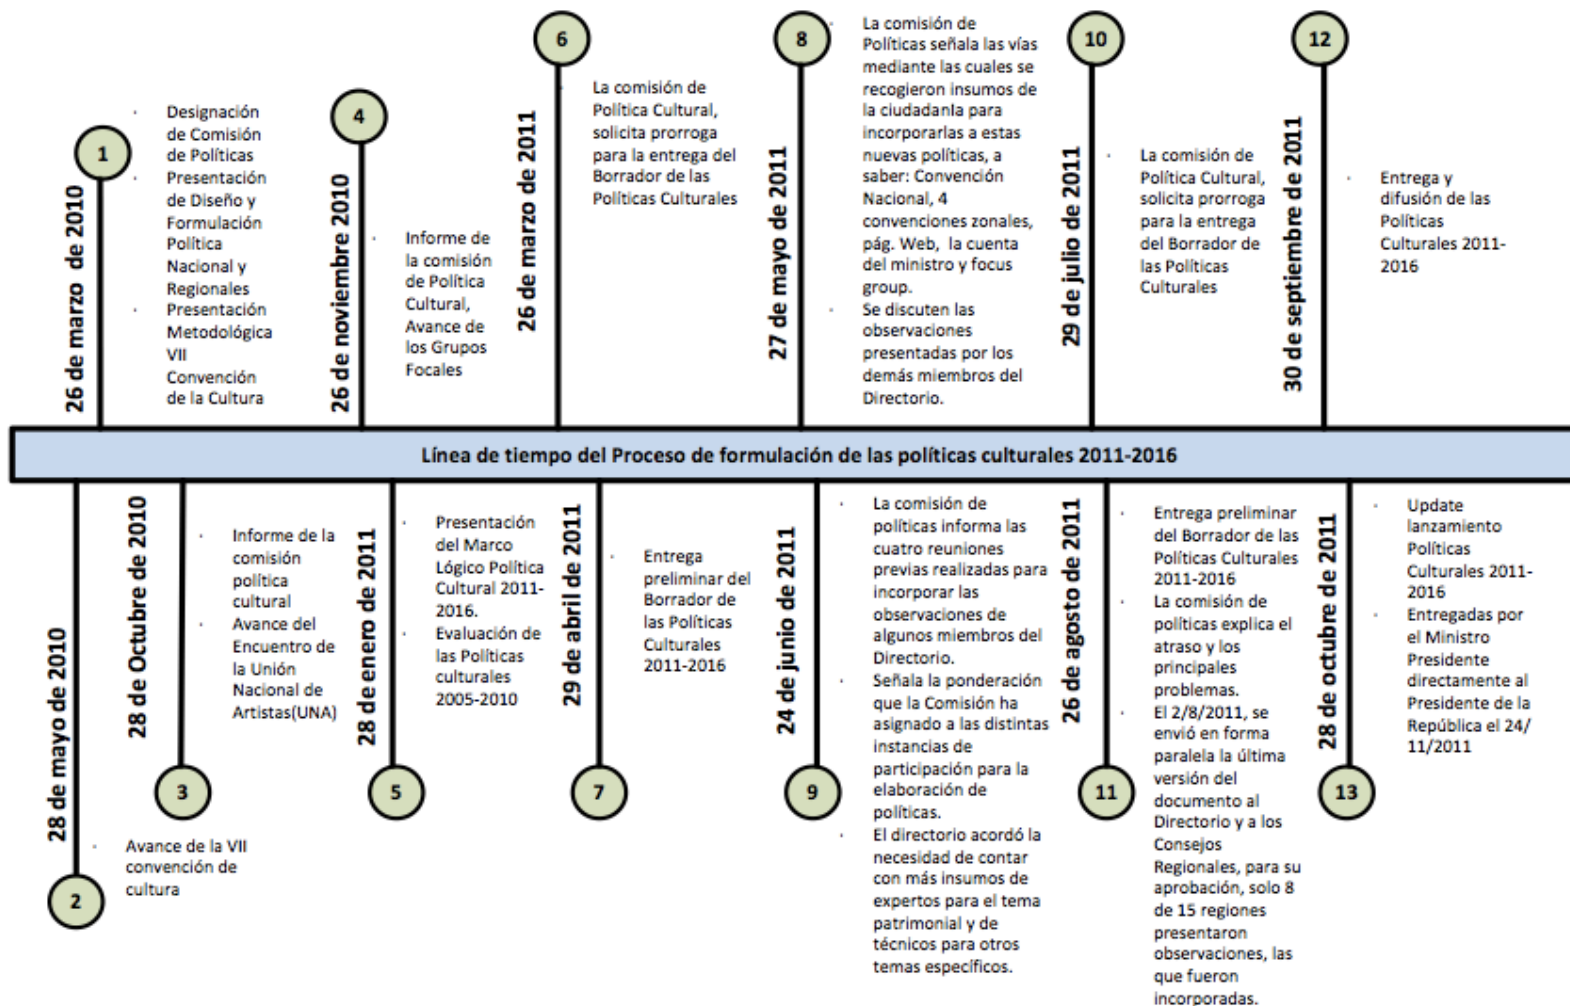 1
26 de marzo  de 2010
· Designación
de Comisión
de Políticas
· Presentación
de Diseño y
Formulación
Política
Nacional y
Regionales
· Presentación
Metodológica
VII
Convención
de la Cultura
4
26 de noviembre 2010
· Informe de
la comisión
de Política
Cultural,
Avance de
los Grupos
Focales
6
26 de marzo de 2011
· La comisión de
Política Cultural,
solicita prorroga
para la entrega del
Borrador de las
Políticas Culturales
8
27 de mayo de 2011
· La comisión de
Políticas señala las vías
mediante las cuales se
recogieron insumos de
la ciudadanía para
incorporarlas a estas
nuevas políticas, a
saber: Convención
Nacional, 4
convenciones zonales,
pág. Web,  la cuenta
del ministro y focus
group.
· Se discuten las
observaciones
presentadas por los
demás miembros del
Directorio.
10
29 de julio de 2011
· La comisión de
Política Cultural,
solicita prorroga
para la entrega
del Borrador de
las Políticas
Culturales
12
30 de septiembre de 2011
· Entrega y
difusión de las
Políticas
Culturales 2011-
2016
Línea de tiempo del Proceso de formulación de las políticas culturales 2011-2016
28 de mayo de 2010
2
· Avance de la VII
convención de
cultura
28 de Octubre de 2010
3
· Informe de la
comisión
política
cultural
· Avance del
Encuentro de
la Unión
Nacional de
Artistas(UNA)
28 de enero de 2011
5
· Presentación
del Marco
Lógico Política
Cultural 2011-
2016.
· Evaluación de
las Políticas
culturales
2005-2010
29 de abril de 2011
7
· Entrega
preliminar del
Borrador de
las Políticas
Culturales
2011-2016
24 de junio de 2011
9
· La comisión de
políticas informa las
cuatro reuniones
previas realizadas para
incorporar las
observaciones de
algunos miembros del
Directorio.
· Señala la ponderación
que la Comisión ha
asignado a las distintas
instancias de
participación para la
elaboración de
políticas.
· El directorio acordó la
necesidad de contar
con más insumos de
expertos para el tema
patrimonial y de
técnicos para otros
temas específicos.
26 de agosto de 2011
11
· Entrega preliminar
del Borrador de las
Políticas Culturales
2011-2016
· La comisión de
políticas explica el
atraso y los
principales
problemas.
· El 2/8/2011, se
envió en forma
paralela la última
versión del
documento al
Directorio y a los
Consejos
Regionales, para su
aprobación, solo 8
de 15 regiones
presentaron
observaciones, las
que fueron
incorporadas.
28 de octubre de 2011
13
· Update
lanzamiento
Políticas
Culturales 2011-
2016
· Entregadas por
el Ministro
Presidente
directamente al
Presidente de la
República el 24/
11/2011